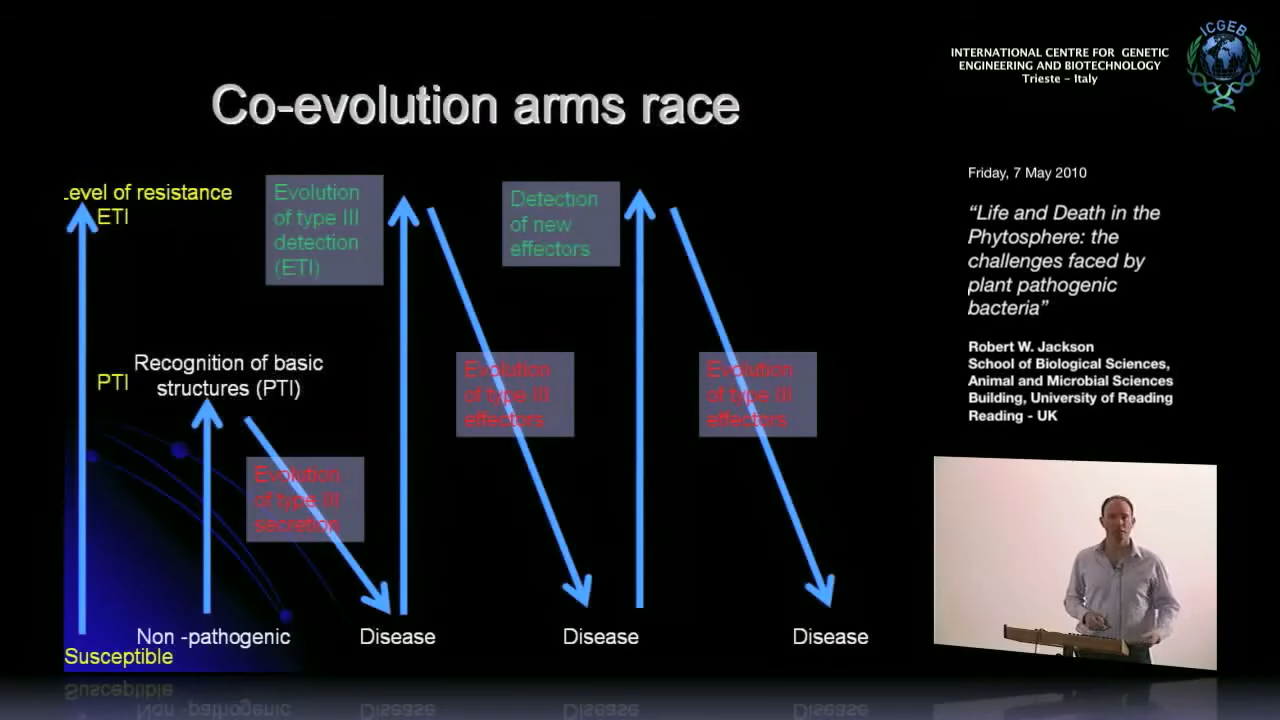 Co-evolution arms race
Level of resistance
ETI
PTI
Susceptible
Recognition of basic
structures (PTI)
Non -pathogenic
Evolution
of type III
secretion
Disease
Evolution
of type III
detection
(ETI)
Evolution
of type III
effectors
Disease
Detection
of new
effectors
Evolution
of type III
effectors
Disease
INTERNATIONAL CENTRE FOR GENETIC
ENGINEERING AND BIOTECHNOLOGY
Trieste - Italy
ICGEB
Friday, 7 May 2010
“Life and Death in the
Phytosphere: the
challenges faced by
plant pathogenic
bacteria”
Robert W. Jackson
School of Biological Sciences,
Animal and Microbial Sciences
Building, University of Reading
Reading - UK